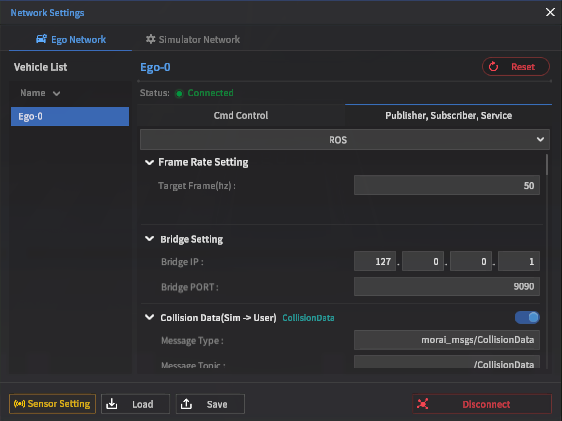 Network Settings
Ego Network
Simulator Network
Vehicle List
Name
Ego-0
Ego-0
Reset
Status: Connected
Cmd Control
Publisher, Subscriber, Service
ROS
Frame Rate Setting
Target Frame(hz) : 50
Bridge Setting
Bridge IP : 127 . 0 . 0 . 1
Bridge PORT : 9090
Collision Data(Sim -> User) CollisionData
Message Type : morai_msgs/CollisionData
Message Topic : /CollisionData
Sensor Setting
Load
Save
Disconnect